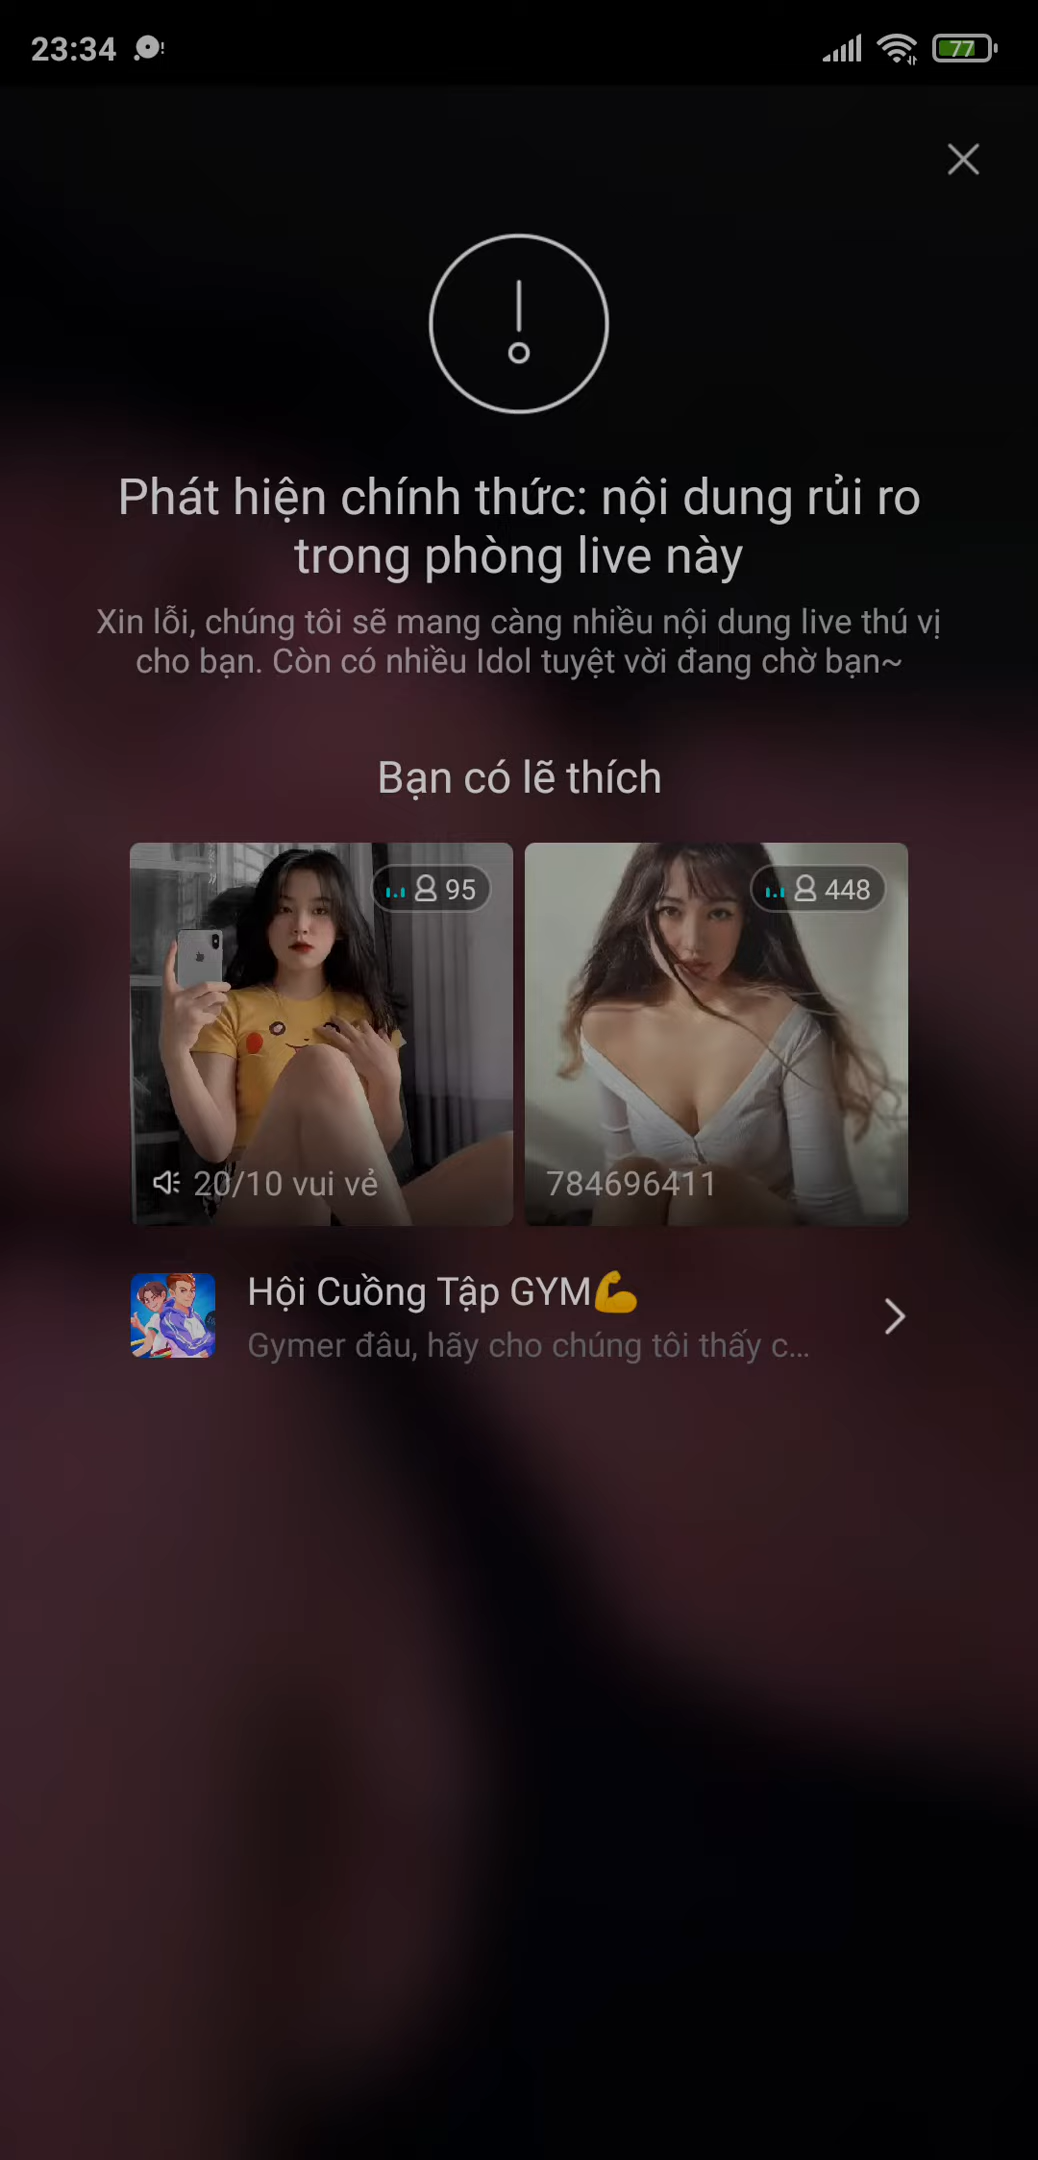 23:34
77
Phát hiện chính thức: nội dung rủi ro
trong phòng live này
Xin lỗi, chúng tôi sẽ mang càng nhiều nội dung live thú vị
cho bạn. Còn có nhiều Idol tuyệt vời đang chờ bạn~
Bạn có lẽ thích
95
448
20/10 vui vẻ
784696411
Hội Cuồng Tập GYM💪
Gymer đâu, hãy cho chúng tôi thấy c...